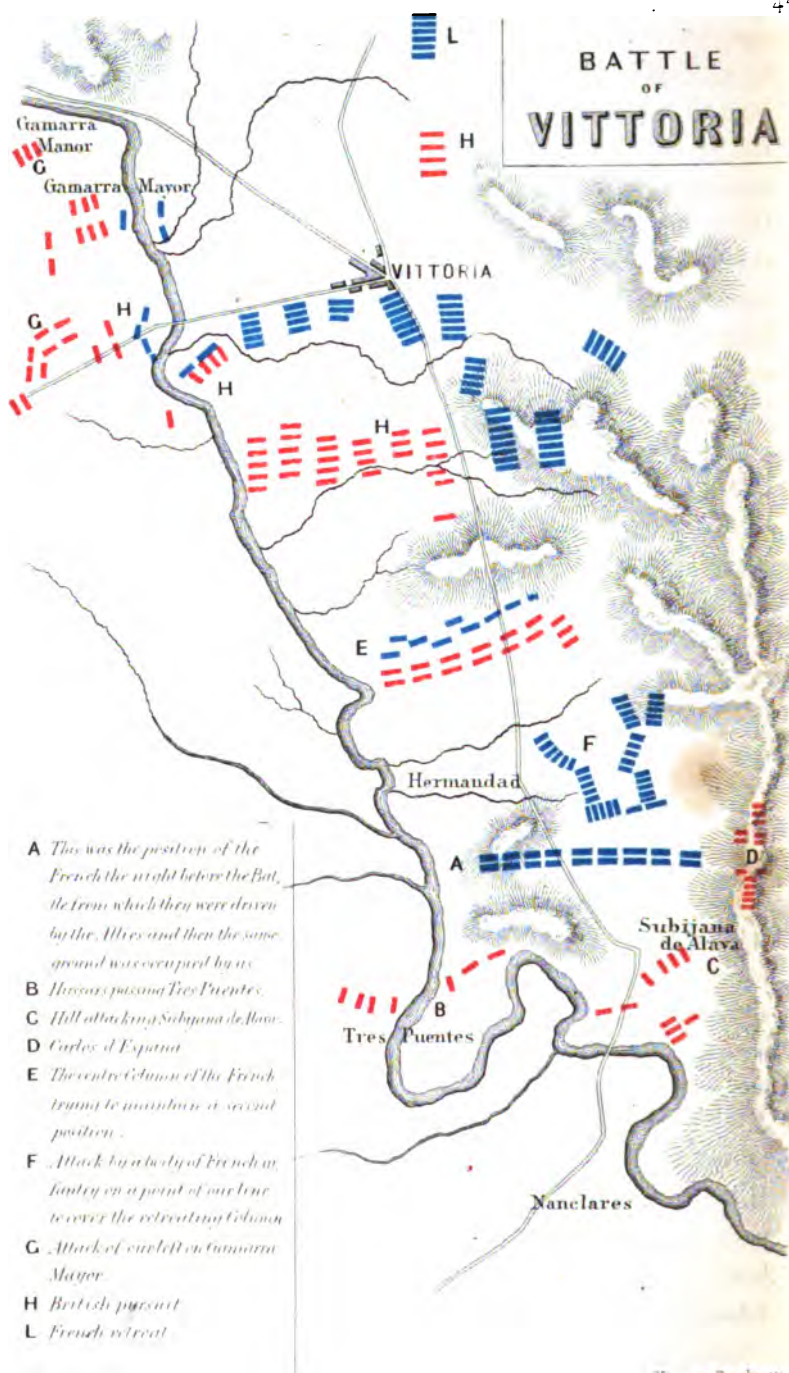 L
BATTLE
OF
VITTORIA
Gamarra
Manor
G
H
Gamarra Mayor
VITTORIA
G
H
H
H
E
F
Hermandad
A
D
Subijana
de Alava
C
B
Tres Puentes
Nanclares
A This was the position of the
French the night before the Bat,
tle from which they were driven
by the Allies and then the same
ground was occupied by us
B Hussars passing Tres Puentes.
C Hill attacking Subijana de Alava.
D Carlos d'Espana
E The centre Column of the French
trying to maintain a second
position.
F Attack by a body of French in,
fantry on a point of our line
to cover the retreating Column
G Attack of our left on Gamarra
Mayor
H British pursuit
L French retreat